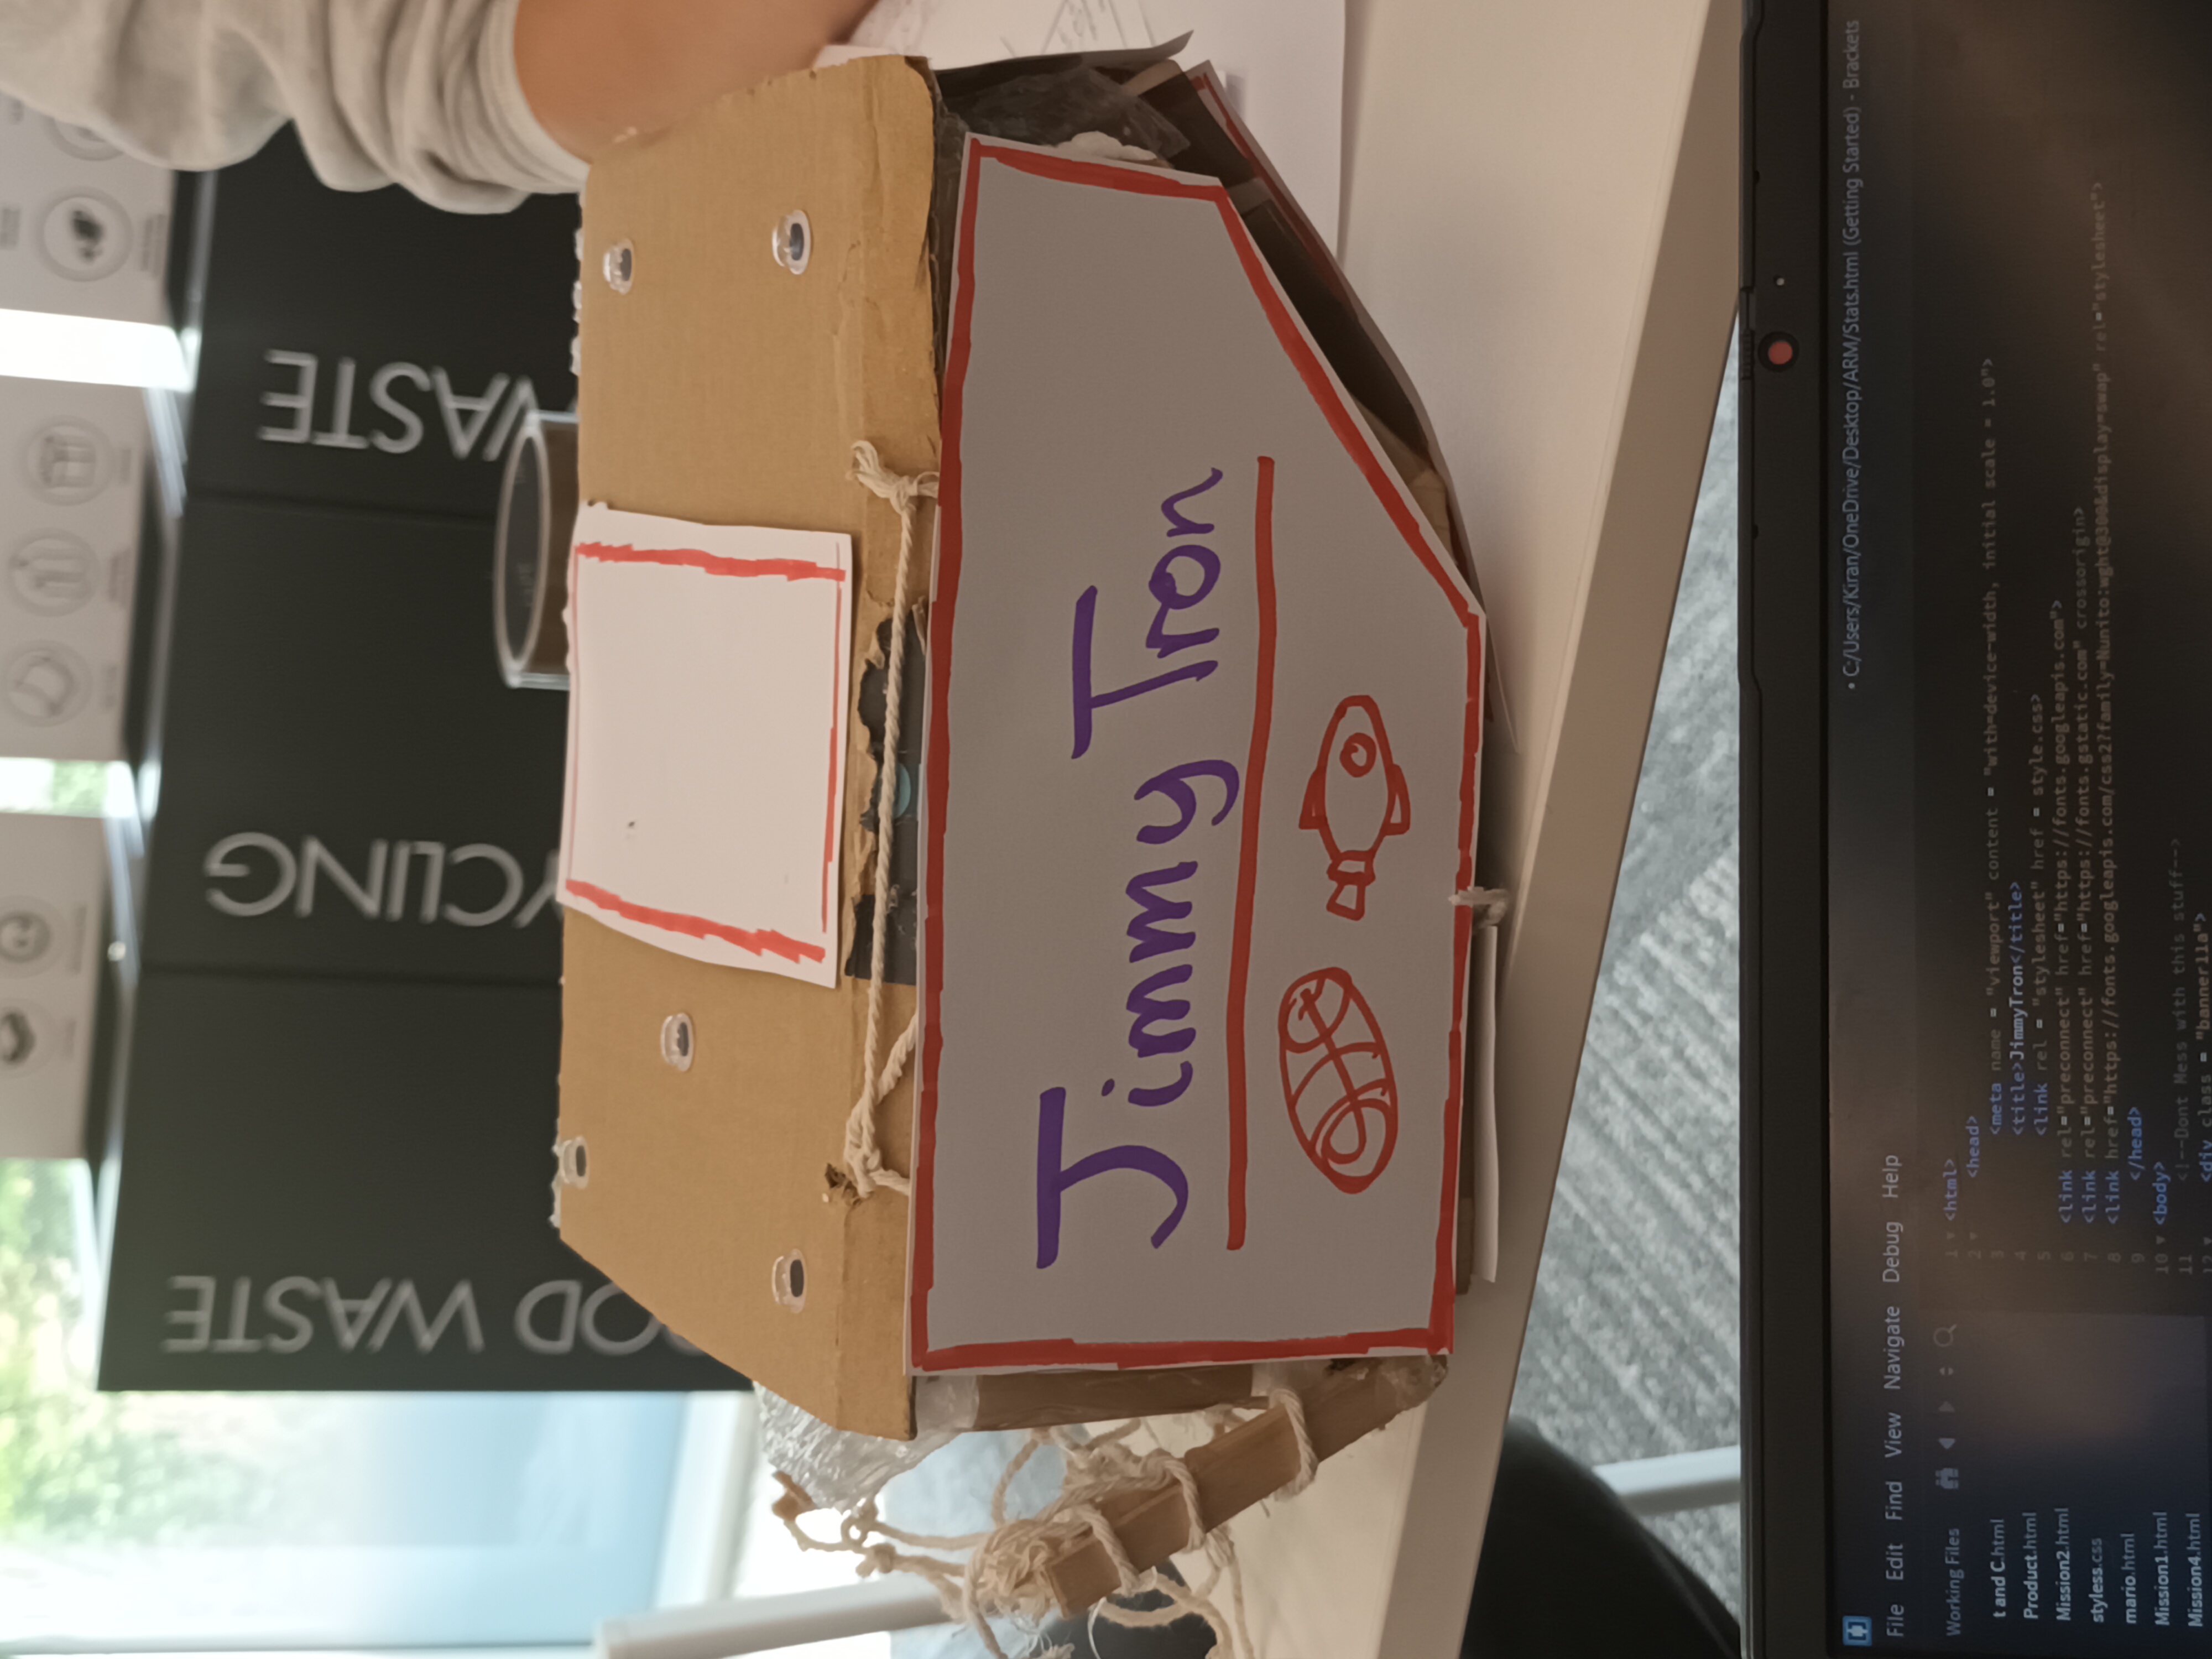 WASTE
YCLING
WASTE
Jimmy Tron
C:/Users/Kiran/OneDrive/Desktop/ARM/Stats.html (Getting Started) - Brackets
File Edit Find View Navigate Debug Help
Working Files
t and C.html
Product.html
Mission2.html
styless.css
mario.html
Mission1.html
Mission4.html
1 <html>
2 <head>
3 <meta name = "viewport" content = "with=device-width, initial scale = 1.0">
4 <title>JimmyTron</title>
5 <link rel = "stylesheet" href = style.css>
6 <link rel="preconnect" href="https://fonts.googleapis.com">
7 <link rel="preconnect" href="https://fonts.gstatic.com" crossorigin>
8 <link href="https://fonts.googleapis.com/css2?family=Nunito:wght@300&display=swap" rel="stylesheet">
9 </head>
10 <body>
11 <!--Dont Mess with this stuff-->
12 <div class = "banner11a">